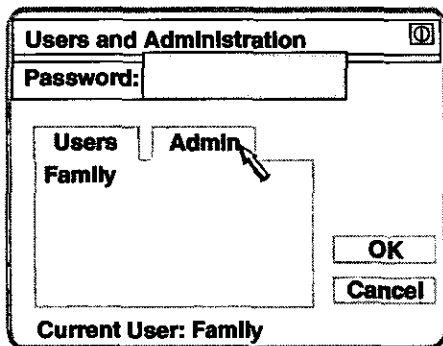 Users and Administration
Password:
Users Admin
Family
OK
Cancel
Current User: Family